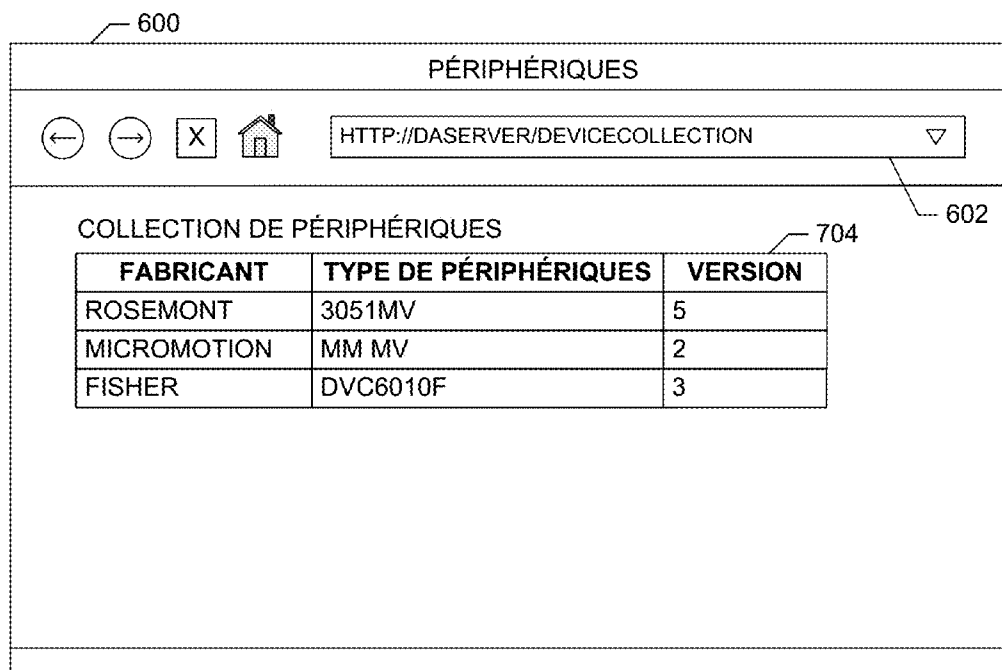 600
PÉRIPHÉRIQUES
X
HTTP://DASERVER/DEVICECOLLECTION
602
COLLECTION DE PÉRIPHÉRIQUES
704
FABRICANT TYPE DE PÉRIPHÉRIQUES VERSION
ROSEMONT 3051MV 5
MICROMOTION MM MV 2
FISHER DVC6010F 3